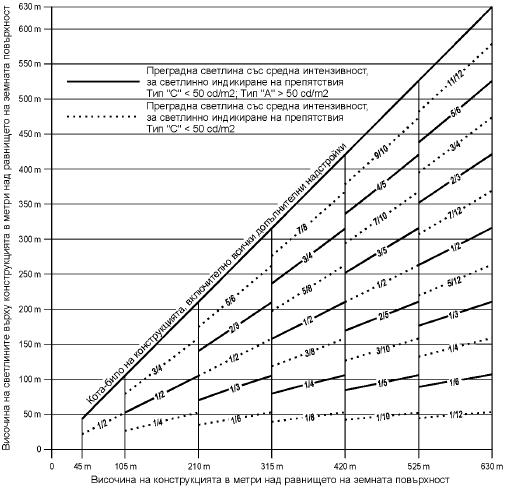 Височина на светлините върху конструкцията в метри над равнището на земната повърхност
630 m
600 m
550 m
500 m
450 m
400 m
350 m
300 m
250 m
200 m
150 m
100 m
50 m
0
Преградна светлина със средна интензивност,
за светлинно индикиране на препятствия
Тип "C" < 50 cd/m2; Тип "A" > 50 cd/m2
Преградна светлина със средна интензивност,
за светлинно индикиране на препятствия
Тип "C" < 50 cd/m2
Кота-било на конструкцията, включително всички допълнителни надстройки
1/2
3/4
1/2
1/4
5/6
2/3
1/2
1/3
1/6
7/8
3/4
5/8
1/2
3/8
1/4
1/8
9/10
4/5
7/10
3/5
1/2
2/5
3/10
1/5
1/10
11/12
5/6
3/4
2/3
7/12
1/2
5/12
1/3
1/4
1/6
1/12
0
45 m
105 m
210 m
315 m
420 m
525 m
630 m
Височина на конструкцията в метри над равнището на земната повърхност